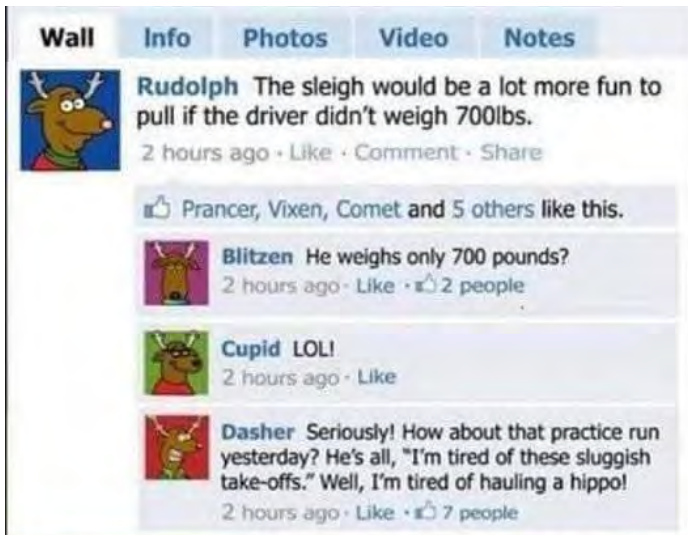 Wall Info Photos Video Notes
Rudolph The sleigh would be a lot more fun to
pull if the driver didn't weigh 700lbs.
2 hours ago · Like · Comment · Share
Prancer, Vixen, Comet and 5 others like this.
Blitzen He weighs only 700 pounds?
2 hours ago · Like · 2 people
Cupid LOL!
2 hours ago · Like
Dasher Seriously! How about that practice run
yesterday? He's all, "I'm tired of these sluggish
take-offs." Well, I'm tired of hauling a hippo!
2 hours ago · Like · 7 people